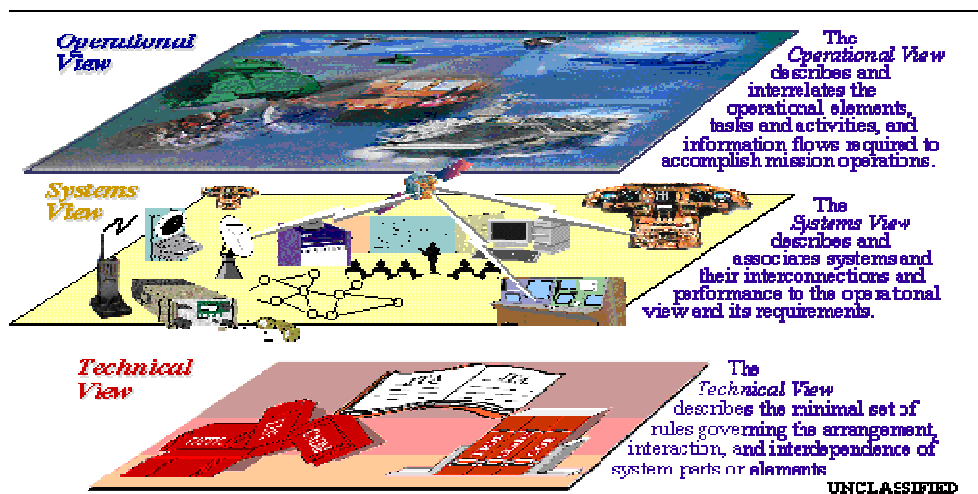 Operational
View
The
Operational View
describes and
interrelates the
operational elements,
tasks and activities, and
information flows required to
accomplish mission operations.
Systems
View
The
Systems View
describes and
associates systems and
their interconnections and
performance to the operational
view and its requirements.
Technical
View
The
Technical View
describes the minimal set of
rules governing the arrangement,
interaction, and interdependence of
system parts or elements
JTA
JTA
UNCLASSIFIED